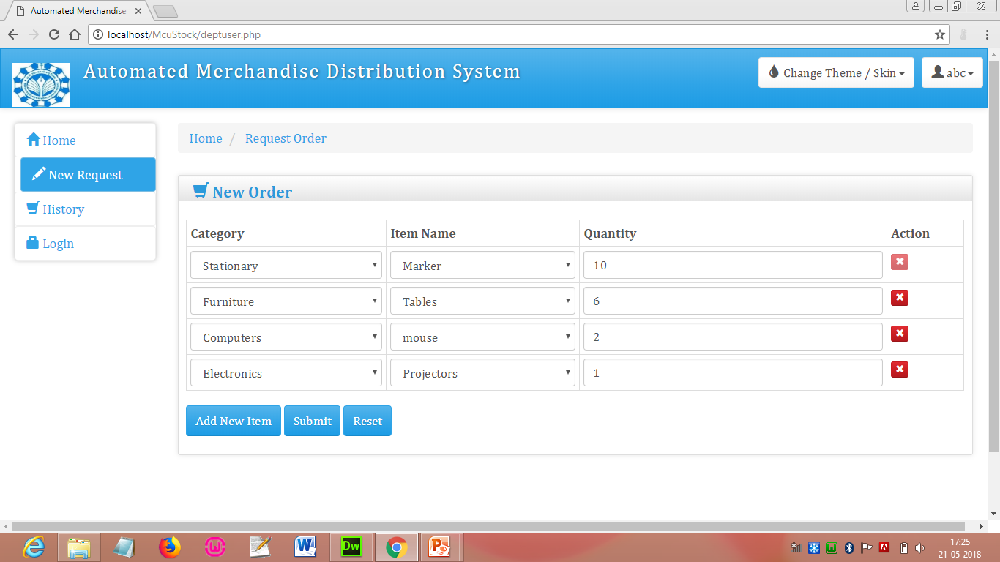 Automated Merchandise
localhost/McuStock/deptuser.php
Automated Merchandise Distribution System
Change Theme / Skin
abc
Home
New Request
History
Login
Home / Request Order
New Order
Category Item Name Quantity Action
Stationary Marker 10
Furniture Tables 6
Computers mouse 2
Electronics Projectors 1
Add New Item Submit Reset
Dw
17:25
21-05-2018